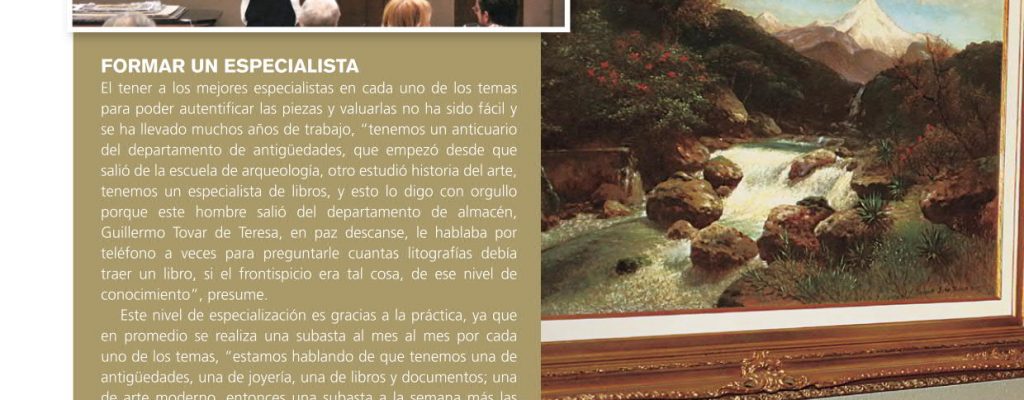 FORMAR UN ESPECIALISTA
El tener a los mejores especialistas en cada uno de los temas
para poder autentificar las piezas y valuarlas no ha sido fácil y
se ha llevado muchos años de trabajo, “tenemos un anticuario
del departamento de antigüedades, que empezó desde que
salió de la escuela de arqueología, otro estudió historia del arte,
tenemos un especialista de libros, y esto lo digo con orgullo
porque este hombre salió del departamento de almacén,
Guillermo Tovar de Teresa, en paz descanse, le hablaba por
teléfono a veces para preguntarle cuantas litografías debía
traer un libro, si el frontispicio era tal cosa, de ese nivel de
conocimiento”, presume.
Este nivel de especialización es gracias a la práctica, ya que
en promedio se realiza una subasta al mes al mes por cada
uno de los temas, “estamos hablando de que tenemos una de
antigüedades, una de joyería, una de libros y documentos; una
de arte moderno, entonces una subasta a la semana más las